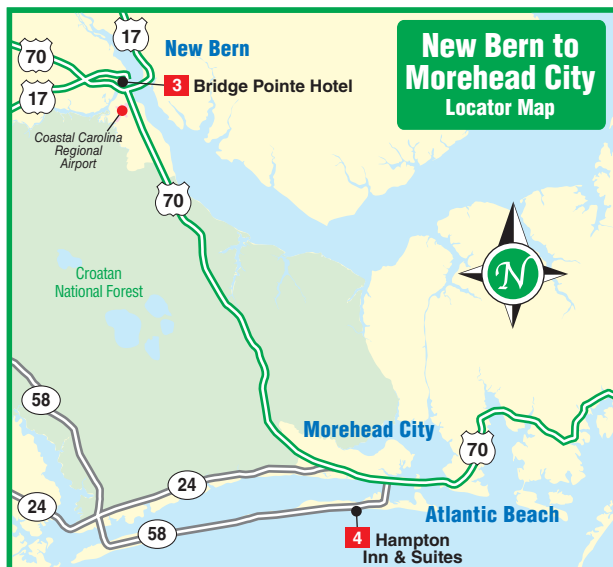 New Bern to
Morehead City
Locator Map
17
New Bern
70
3 Bridge Pointe Hotel
17
Coastal Carolina
Regional
Airport
70
N
Croatan
National Forest
58
Morehead City
70
24
24
Atlantic Beach
58
4 Hampton
Inn & Suites